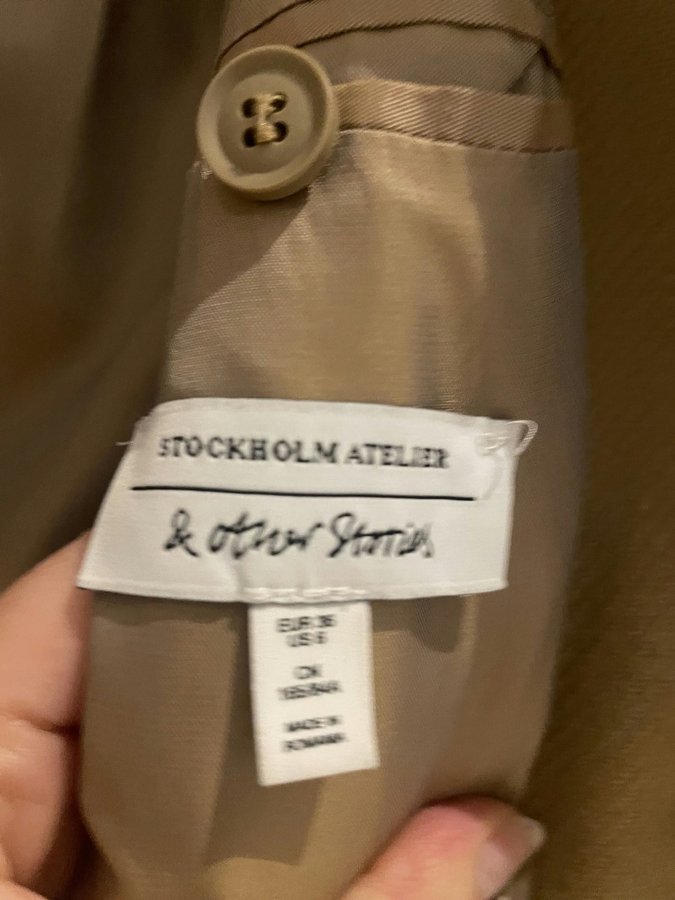 STOCKHOLM ATELIER
& other Stories
EUR 36
US 6
CN
165/84A
MADE IN
ROMANIA